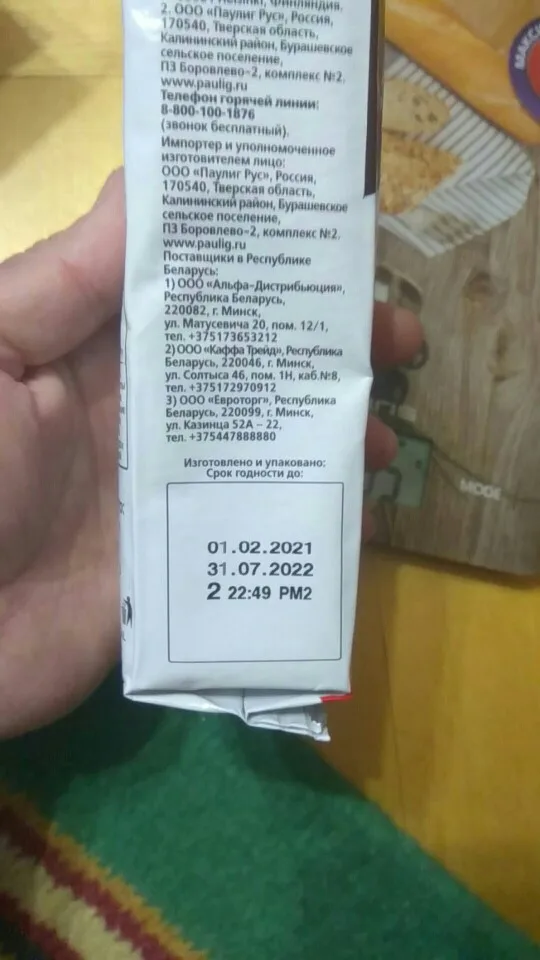 Хельсинки, Финляндия.
2. ООО «Паулиг Рус», Россия,
170540, Тверская область,
Калининский район, Бурашевское
сельское поселение,
ПЗ Боровлево-2, комплекс №2.
www.paulig.ru
Телефон горячей линии:
8-800-100-1876
(звонок бесплатный).
Импортер и уполномоченное
изготовителем лицо:
ООО «Паулиг Рус», Россия,
170540, Тверская область,
Калининский район, Бурашевское
сельское поселение,
ПЗ Боровлево-2, комплекс №2.
www.paulig.ru
Поставщики в Республике
Беларусь:
1) ООО «Альфа-Дистрибьюция»,
Республика Беларусь,
220082, г. Минск,
ул. Матусевича 20, пом. 12/1,
тел. +375173653212
2) ООО «Каффа Трейд», Республика
Беларусь, 220046, г. Минск,
ул. Солтыса 46, пом. 1Н, каб.№8,
тел. +375172970912
3) ООО «Евроторг», Республика
Беларусь, 220099, г. Минск,
ул. Казинца 52А – 22,
тел. +375447888880
Изготовлено и упаковано:
Срок годности до:
01.02.2021
31.07.2022
2 22:49 PM2
MODE